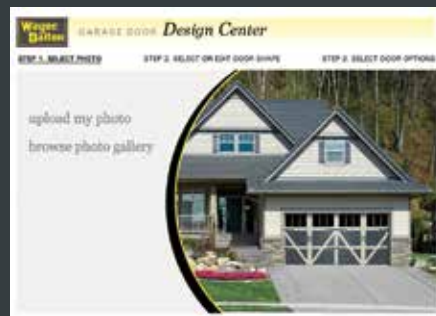 Wayne
Dalton
GARAGE DOOR Design Center
STEP 1. SELECT PHOTO
STEP 2. SELECT OR EDIT DOOR SHAPE
STEP 3. SELECT DOOR OPTIONS
upload my photo
browse photo gallery